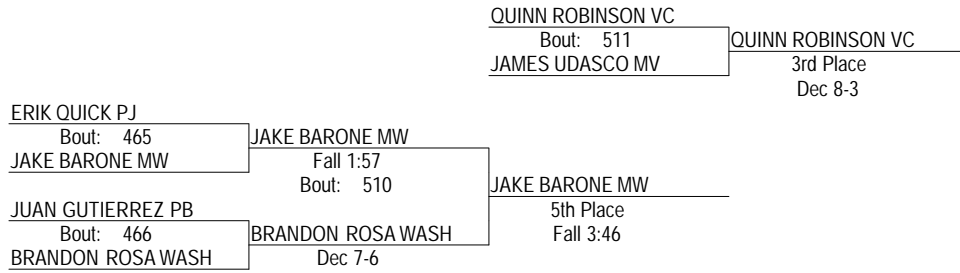 QUINN ROBINSON VC
Bout: 511
JAMES UDASCO MV
QUINN ROBINSON VC
3rd Place
Dec 8-3
ERIK QUICK PJ
Bout: 465
JAKE BARONE MW
JAKE BARONE MW
Fall 1:57
Bout: 510
JUAN GUTIERREZ PB
Bout: 466
BRANDON ROSA WASH
BRANDON ROSA WASH
Dec 7-6
JAKE BARONE MW
5th Place
Fall 3:46